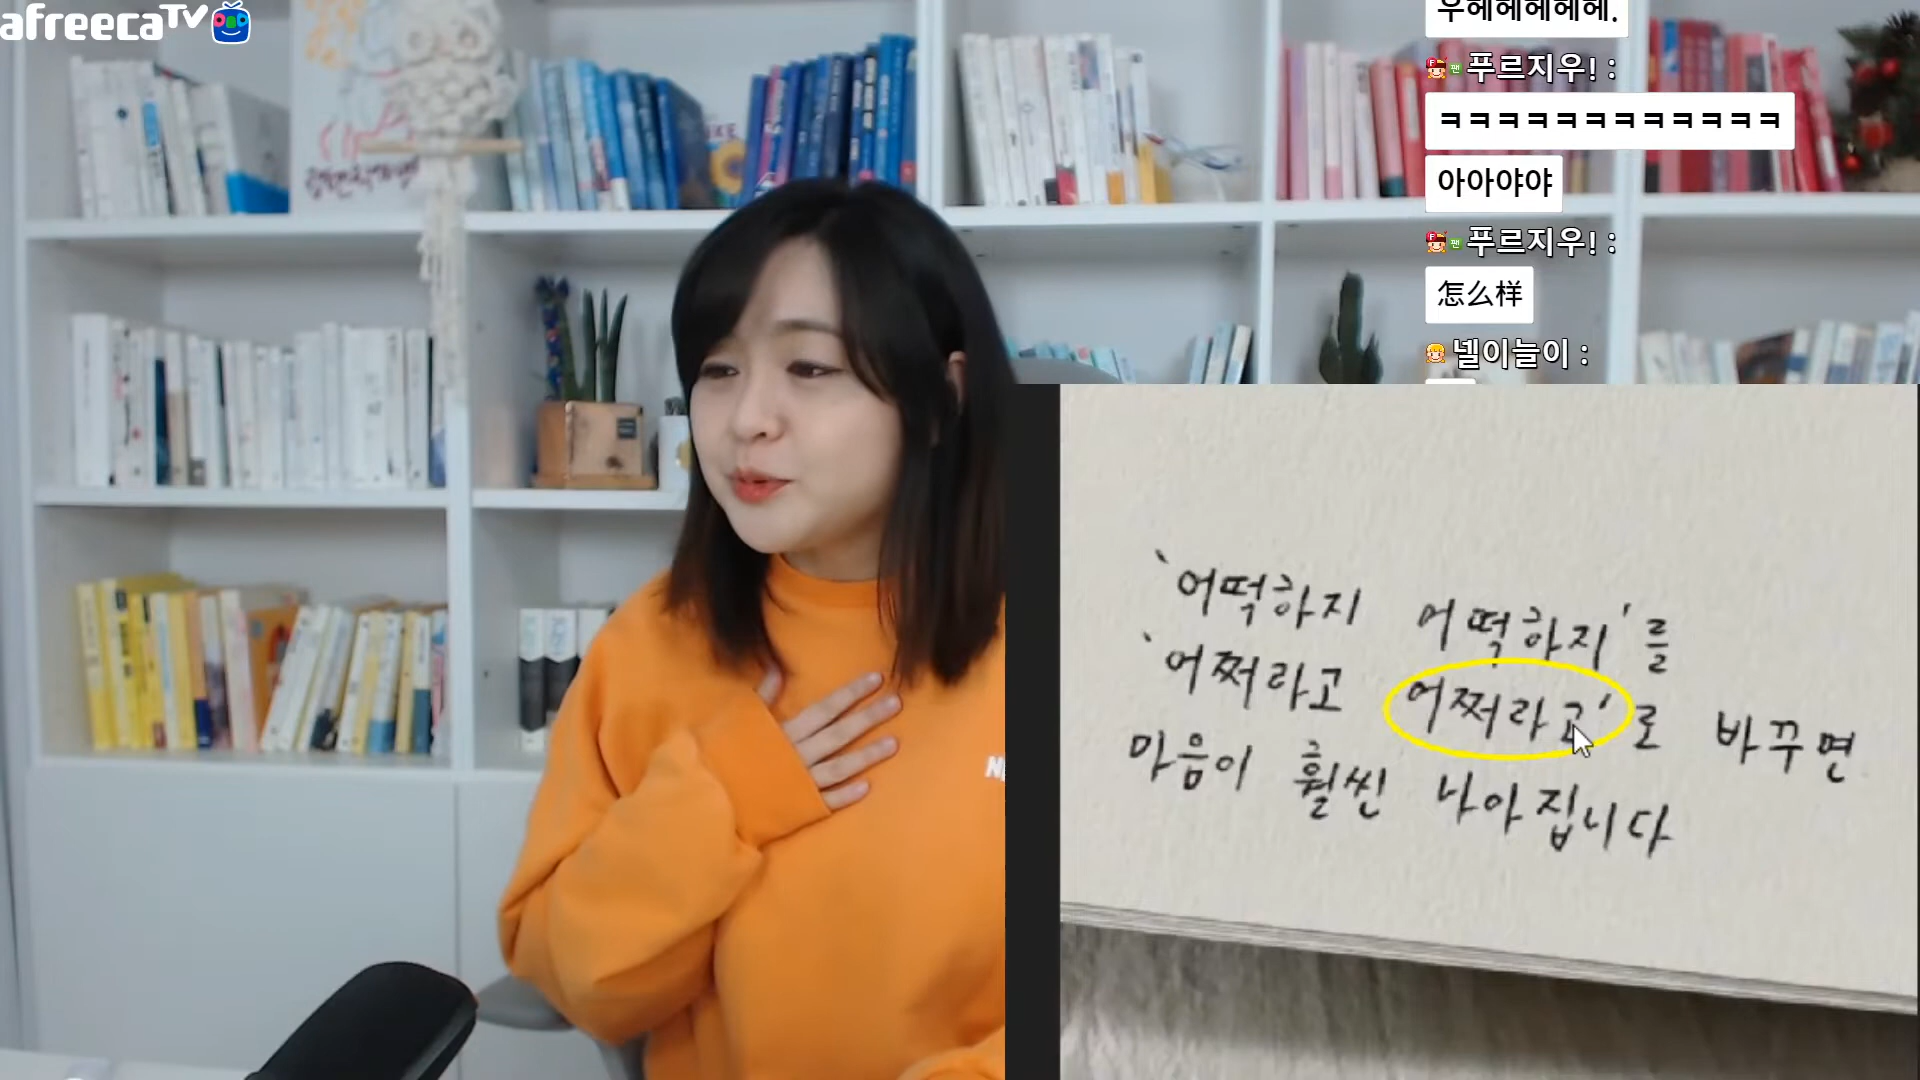 afreecaTV
우헤헤헤헤헤.
푸르지우! :
ㅋㅋㅋㅋㅋㅋㅋㅋㅋㅋㅋㅋ
아아야야
푸르지우! :
怎么样
넬이늘이 :
'어떡하지 어떡하지'를
'어쩌라고 어쩌라고'로 바꾸면
마음이 훨씬 나아집니다
N